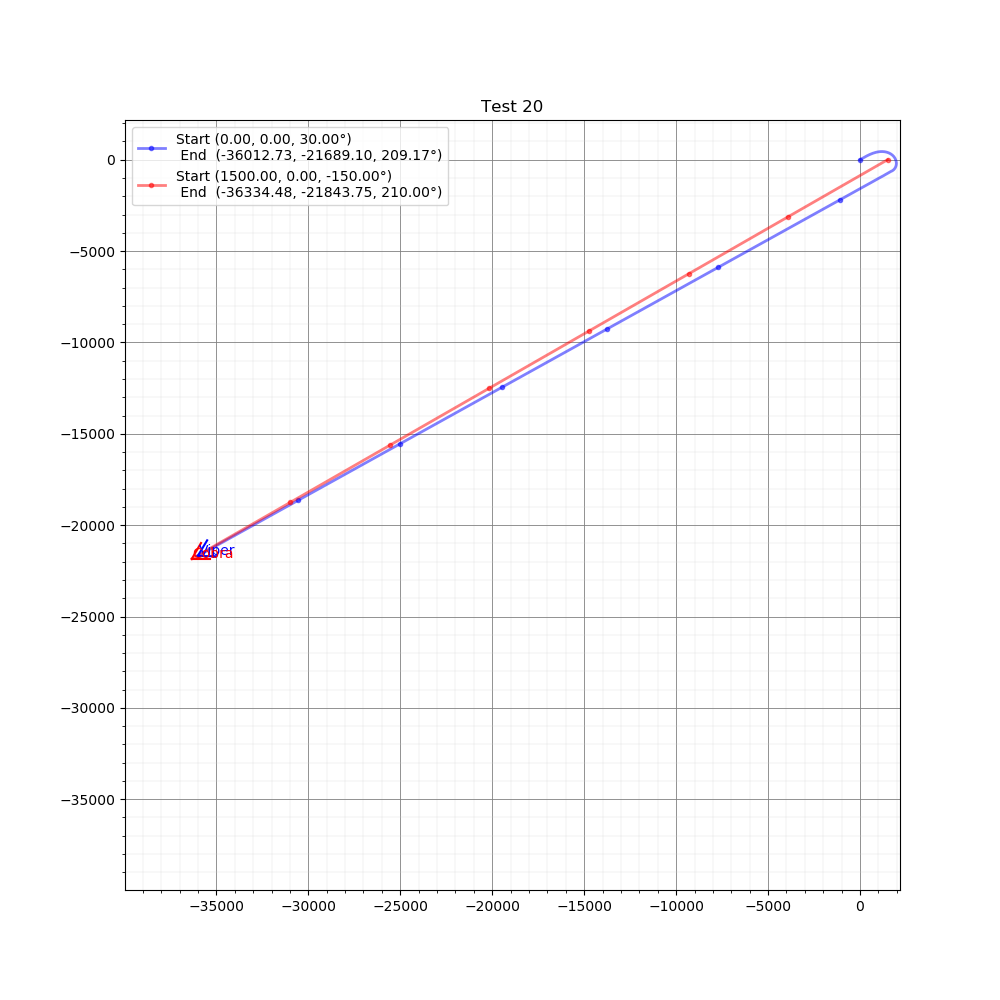 Test 20
Start (0.00, 0.00, 30.00°)
End (-36012.73, -21689.10, 209.17°)
Start (1500.00, 0.00, -150.00°)
End (-36334.48, -21843.75, 210.00°)
0
−5000
−10000
−15000
−20000
−25000
−30000
−35000
−35000 −30000 −25000 −20000 −15000 −10000 −5000 0